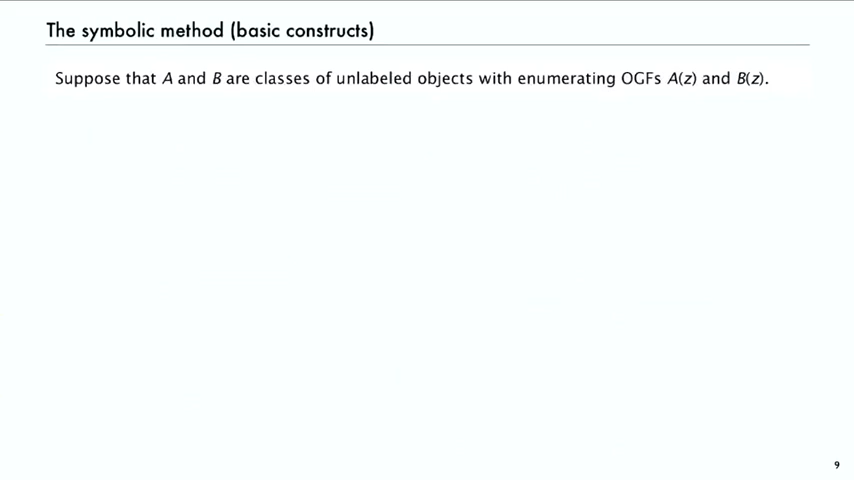 The symbolic method (basic constructs)
Suppose that A and B are classes of unlabeled objects with enumerating OGFs A(z) and B(z).
9